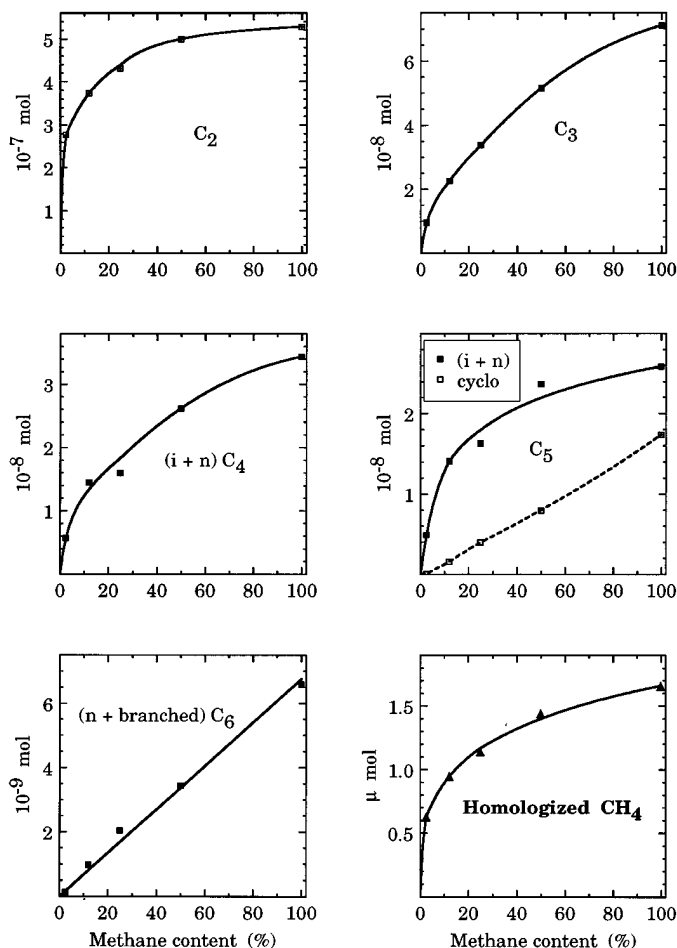 10⁻⁷ mol
5
4
3
2
1
C₂
0 20 40 60 80 100
10⁻⁸ mol
6
4
2
C₃
0 20 40 60 80 100
10⁻⁸ mol
3
2
1
(i + n) C₄
0 20 40 60 80 100
10⁻⁸ mol
2
1
(i + n)
cyclo
C₅
0 20 40 60 80 100
10⁻⁹ mol
6
4
2
(n + branched) C₆
0 20 40 60 80 100
Methane content (%)
μ mol
1.5
1.0
0.5
Homologized CH₄
0 20 40 60 80 100
Methane content (%)